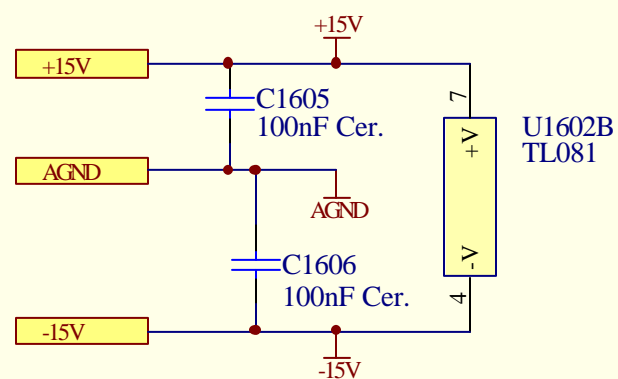 +15V
+15V
C1605
100nF Cer.
7
+V
U1602B
TL081
AGND
AGND
-V
C1606
100nF Cer.
4
-15V
-15V